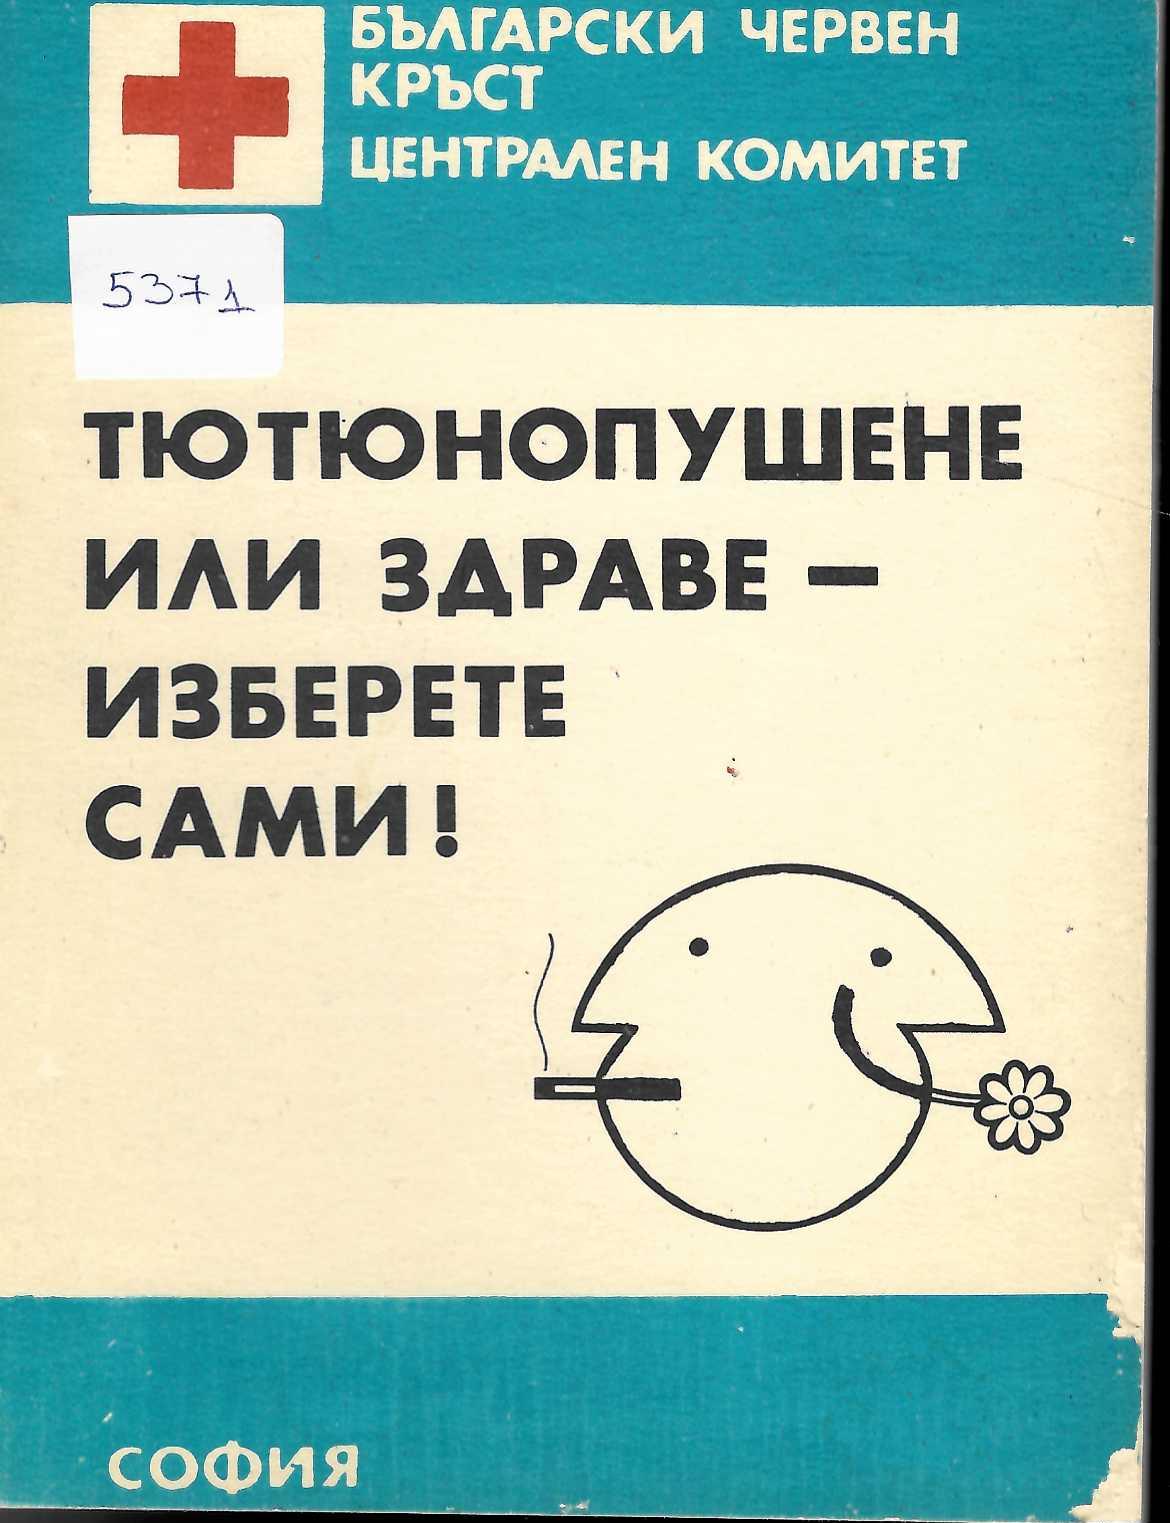 БЪЛГАРСКИ ЧЕРВЕН
КРЪСТ
ЦЕНТРАЛЕН КОМИТЕТ
5371
ТЮТЮНОПУШЕНЕ
ИЛИ ЗДРАВЕ –
ИЗБЕРЕТЕ
САМИ!
СОФИЯ